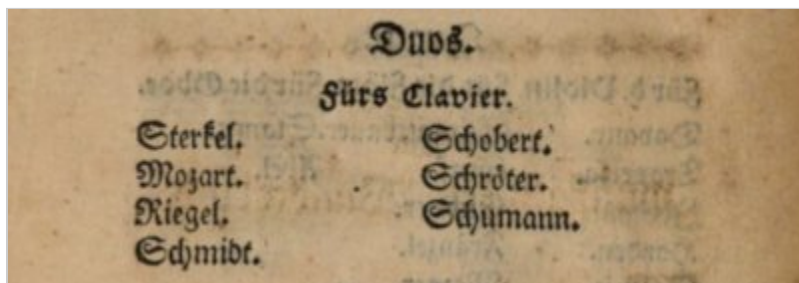 Duos.
Fürs Clavier.
Sterkel.
Mozart.
Riegel.
Schmidt.
Schobert.
Schröter.
Schumann.